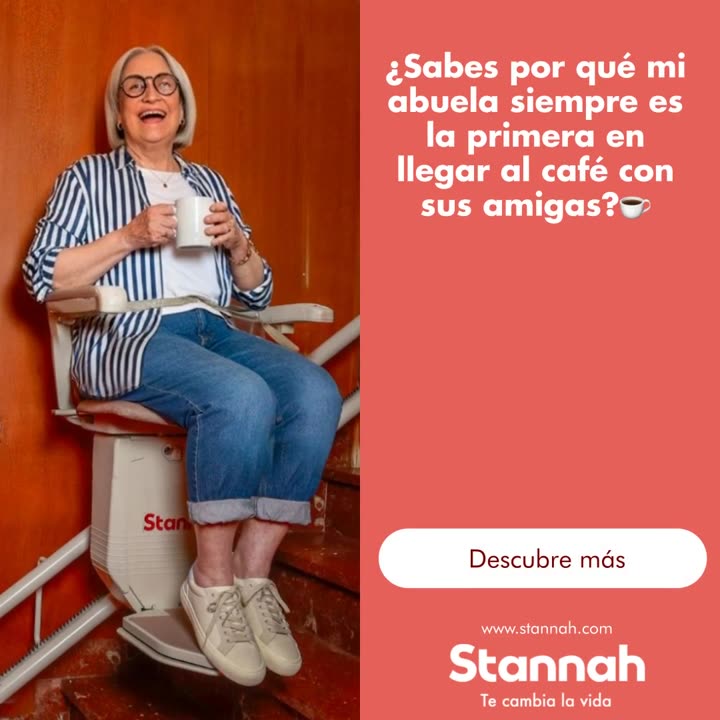 ¿Sabes por qué mi
abuela siempre es
la primera en
llegar al café con
sus amigas?☕
Descubre más
www.stannah.com
Stannah
Te cambia la vida
Stan